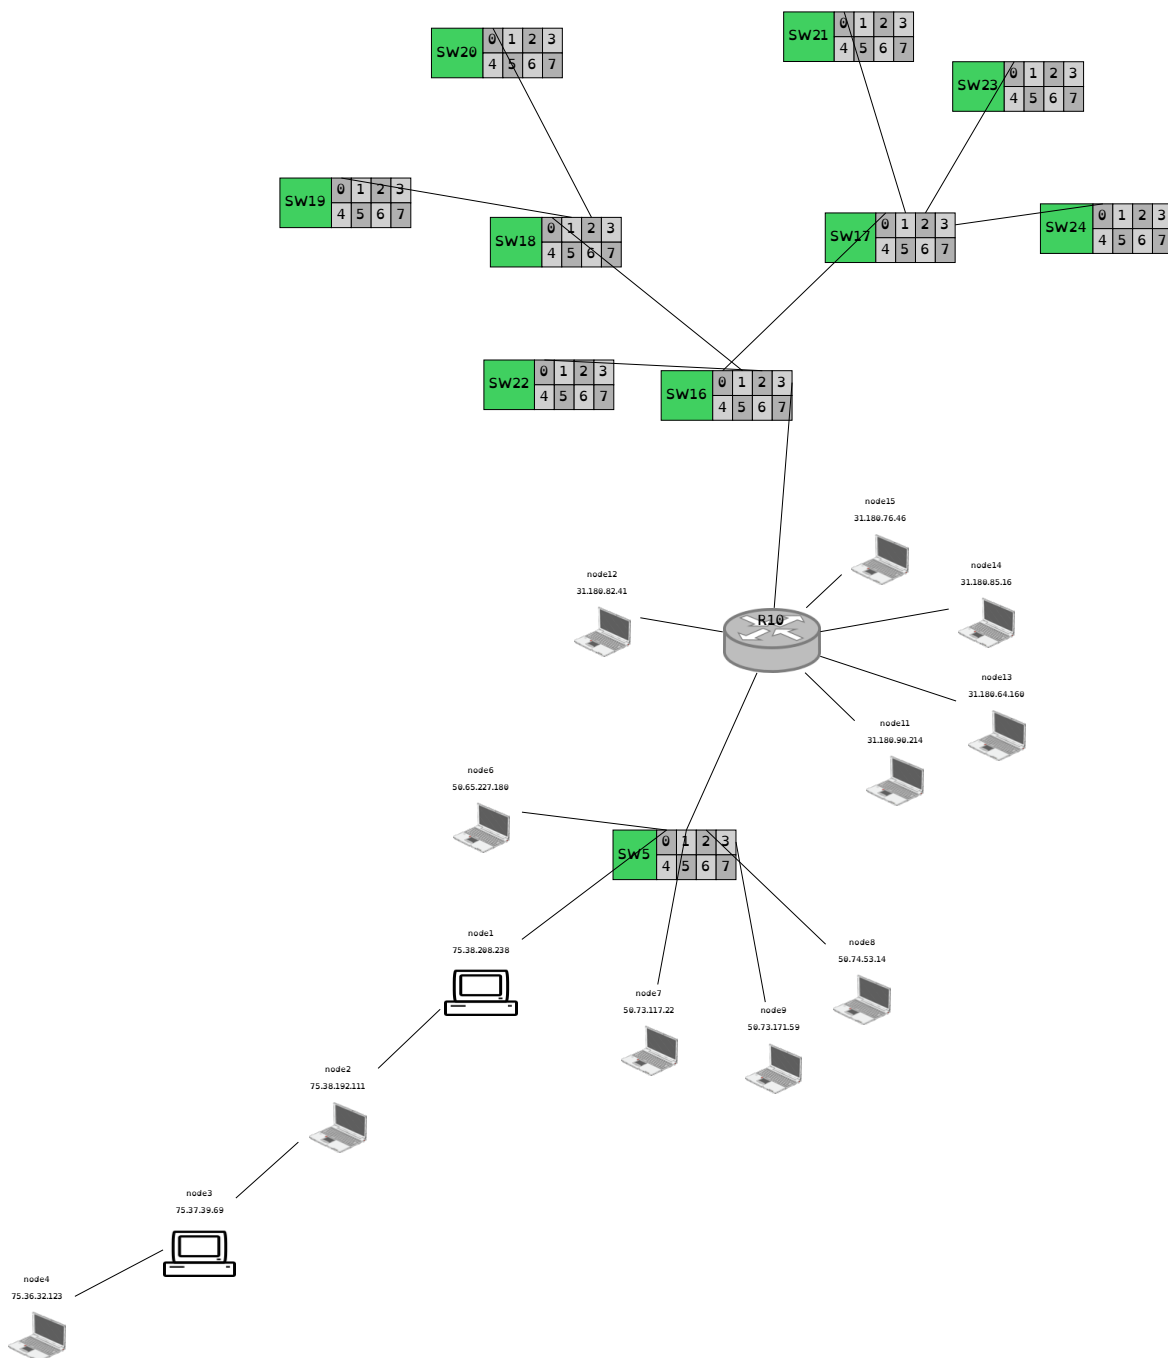 SW20
0 1 2 3
4 5 6 7
SW21
0 1 2 3
4 5 6 7
SW23
0 1 2 3
4 5 6 7
SW19
0 1 2 3
4 5 6 7
SW18
0 1 2 3
4 5 6 7
SW17
0 1 2 3
4 5 6 7
SW24
0 1 2 3
4 5 6 7
SW22
0 1 2 3
4 5 6 7
SW16
0 1 2 3
4 5 6 7
node15
31.180.76.46
node12
31.180.82.41
node14
31.180.85.16
R10
node13
31.180.64.160
node11
31.180.90.214
node6
50.65.227.180
SW5
0 1 2 3
4 5 6 7
node1
75.38.208.238
node8
50.74.53.14
node7
50.73.117.22
node9
50.73.171.59
node2
75.38.192.111
node3
75.37.39.69
node4
75.36.32.123